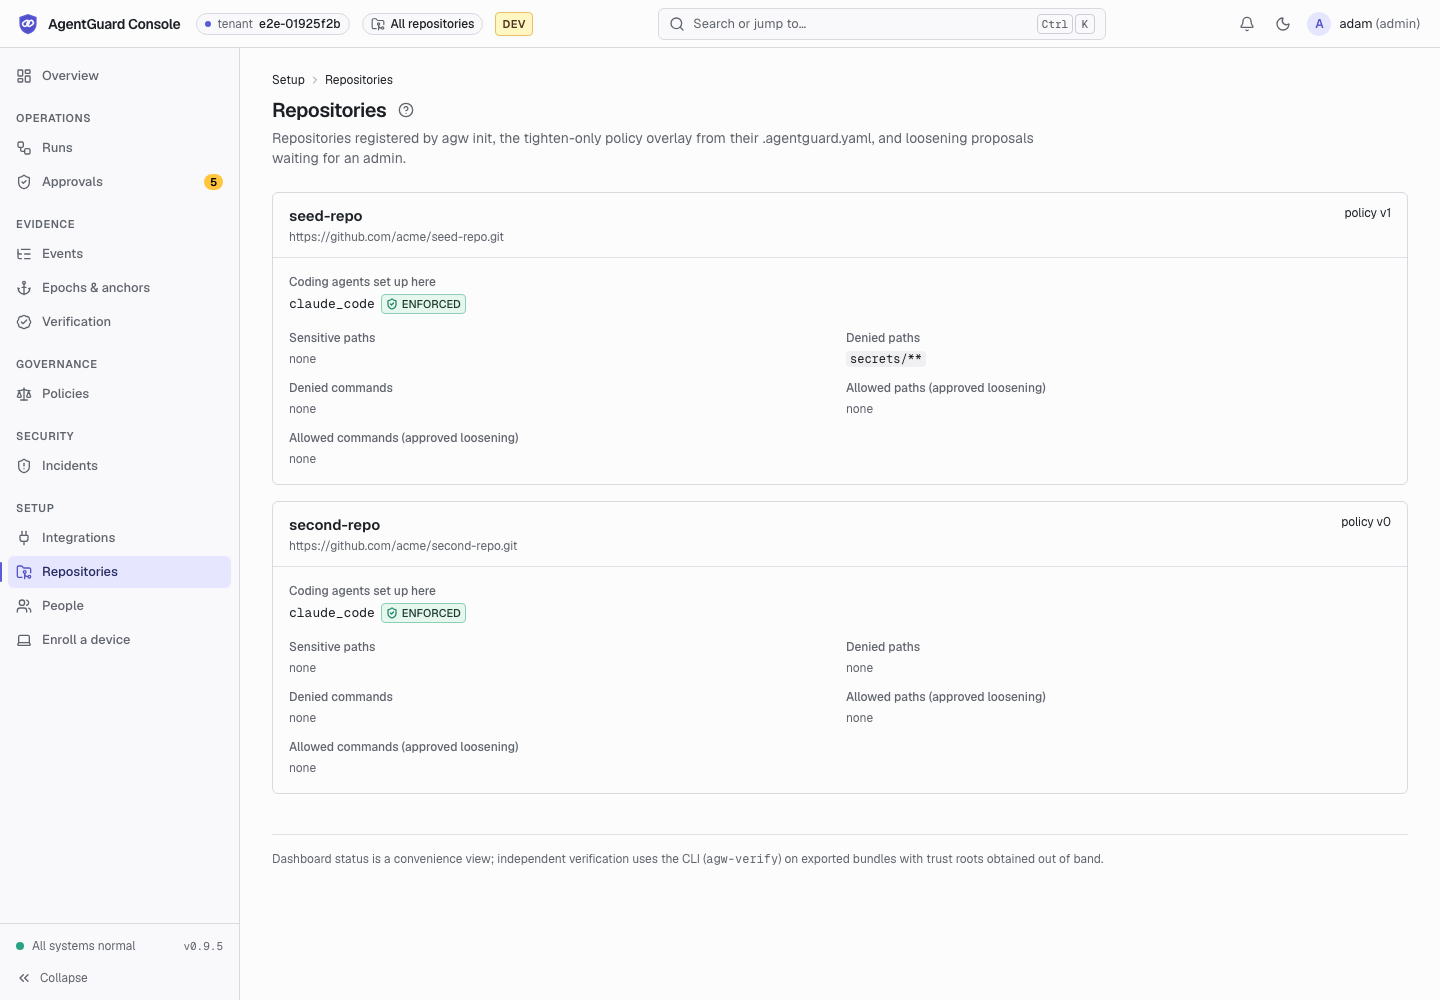 AgentGuard Console
tenant e2e-01925f2b
All repositories
DEV
Search or jump to...
Ctrl K
A
adam (admin)
Overview
OPERATIONS
Runs
Approvals 5
EVIDENCE
Events
Epochs & anchors
Verification
GOVERNANCE
Policies
SECURITY
Incidents
SETUP
Integrations
Repositories
People
Enroll a device
All systems normal v0.9.5
Collapse
Setup > Repositories
Repositories
Repositories registered by agw init, the tighten-only policy overlay from their .agentguard.yaml, and loosening proposals
waiting for an admin.
seed-repo
policy v1
https://github.com/acme/seed-repo.git
Coding agents set up here
claude_code ENFORCED
Sensitive paths
none
Denied paths
secrets/**
Denied commands
none
Allowed paths (approved loosening)
none
Allowed commands (approved loosening)
none
second-repo
policy v0
https://github.com/acme/second-repo.git
Coding agents set up here
claude_code ENFORCED
Sensitive paths
none
Denied paths
none
Denied commands
none
Allowed paths (approved loosening)
none
Allowed commands (approved loosening)
none
Dashboard status is a convenience view; independent verification uses the CLI (agw-verify) on exported bundles with trust roots obtained out of band.